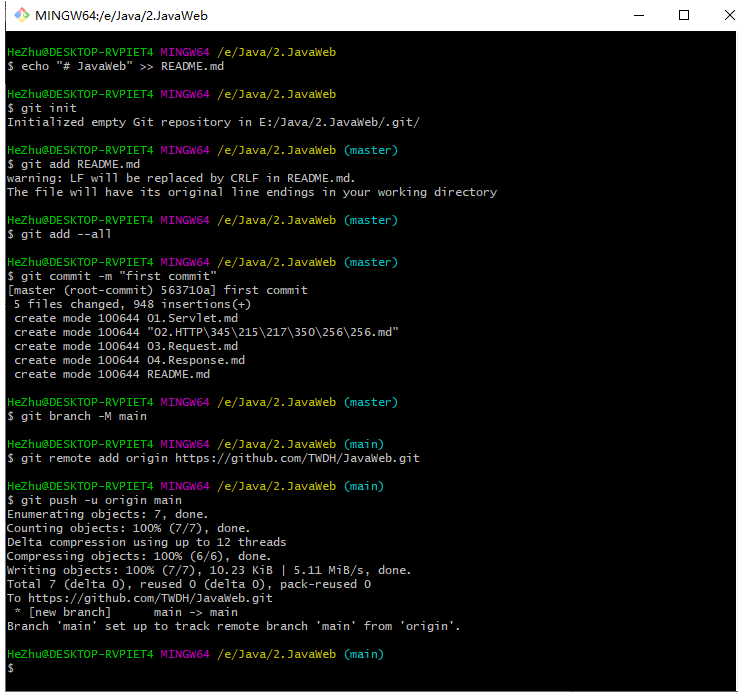 MINGW64:/e/Java/2.JavaWeb
HeZhu@DESKTOP-RVPIET4 MINGW64 /e/Java/2.JavaWeb
$ echo "# JavaWeb" >> README.md
HeZhu@DESKTOP-RVPIET4 MINGW64 /e/Java/2.JavaWeb
$ git init
Initialized empty Git repository in E:/Java/2.JavaWeb/.git/
HeZhu@DESKTOP-RVPIET4 MINGW64 /e/Java/2.JavaWeb (master)
$ git add README.md
warning: LF will be replaced by CRLF in README.md.
The file will have its original line endings in your working directory
HeZhu@DESKTOP-RVPIET4 MINGW64 /e/Java/2.JavaWeb (master)
$ git add --all
HeZhu@DESKTOP-RVPIET4 MINGW64 /e/Java/2.JavaWeb (master)
$ git commit -m "first commit"
[master (root-commit) 563710a] first commit
 5 files changed, 948 insertions(+)
 create mode 100644 01.Servlet.md
 create mode 100644 "02.HTTP\345\215\217\350\256\256.md"
 create mode 100644 03.Request.md
 create mode 100644 04.Response.md
 create mode 100644 README.md
HeZhu@DESKTOP-RVPIET4 MINGW64 /e/Java/2.JavaWeb (master)
$ git branch -M main
HeZhu@DESKTOP-RVPIET4 MINGW64 /e/Java/2.JavaWeb (main)
$ git remote add origin https://github.com/TWDH/JavaWeb.git
HeZhu@DESKTOP-RVPIET4 MINGW64 /e/Java/2.JavaWeb (main)
$ git push -u origin main
Enumerating objects: 7, done.
Counting objects: 100% (7/7), done.
Delta compression using up to 12 threads
Compressing objects: 100% (6/6), done.
Writing objects: 100% (7/7), 10.23 KiB | 5.11 MiB/s, done.
Total 7 (delta 0), reused 0 (delta 0), pack-reused 0
To https://github.com/TWDH/JavaWeb.git
 * [new branch]      main -> main
Branch 'main' set up to track remote branch 'main' from 'origin'.
HeZhu@DESKTOP-RVPIET4 MINGW64 /e/Java/2.JavaWeb (main)
$